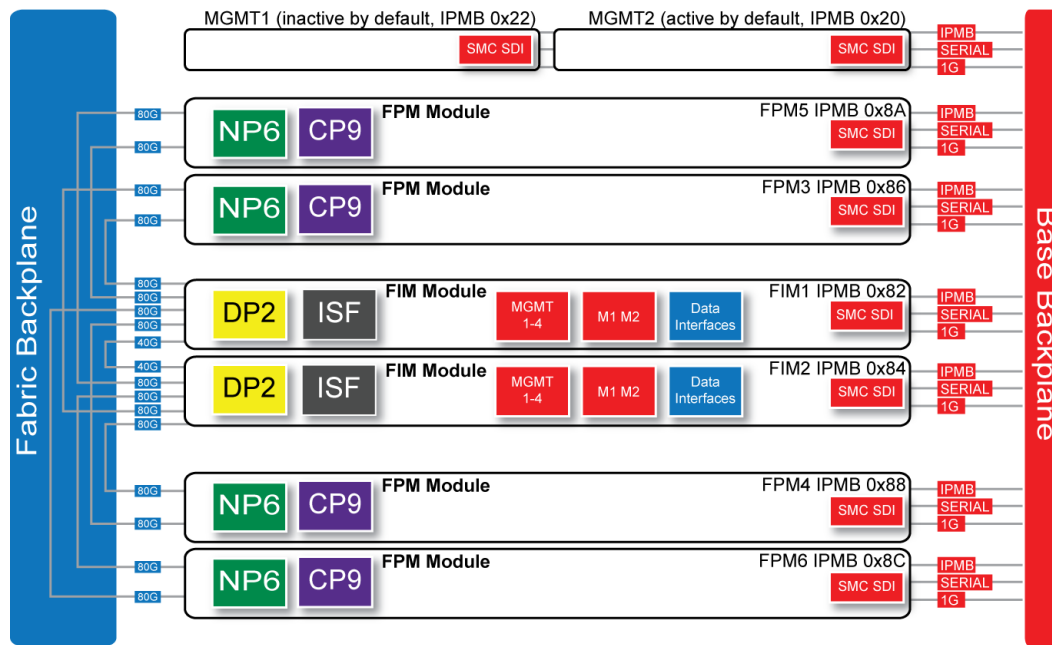 MGMT1 (inactive by default, IPMB 0x22)
MGMT2 (active by default, IPMB 0x20)
SMC SDI
SMC SDI
IPMB
SERIAL
1G
Fabric Backplane
Base Backplane
80G
80G
NP6
CP9
FPM Module
FPM5 IPMB 0x8A
SMC SDI
IPMB
SERIAL
1G
80G
80G
NP6
CP9
FPM Module
FPM3 IPMB 0x86
SMC SDI
IPMB
SERIAL
1G
80G
80G
80G
80G
40G
DP2
ISF
FIM Module
MGMT
1-4
M1 M2
Data
Interfaces
FIM1 IPMB 0x82
SMC SDI
IPMB
SERIAL
1G
40G
80G
80G
80G
80G
DP2
ISF
FIM Module
MGMT
1-4
M1 M2
Data
Interfaces
FIM2 IPMB 0x84
SMC SDI
IPMB
SERIAL
1G
80G
80G
NP6
CP9
FPM Module
FPM4 IPMB 0x88
SMC SDI
IPMB
SERIAL
1G
80G
80G
NP6
CP9
FPM Module
FPM6 IPMB 0x8C
SMC SDI
IPMB
SERIAL
1G